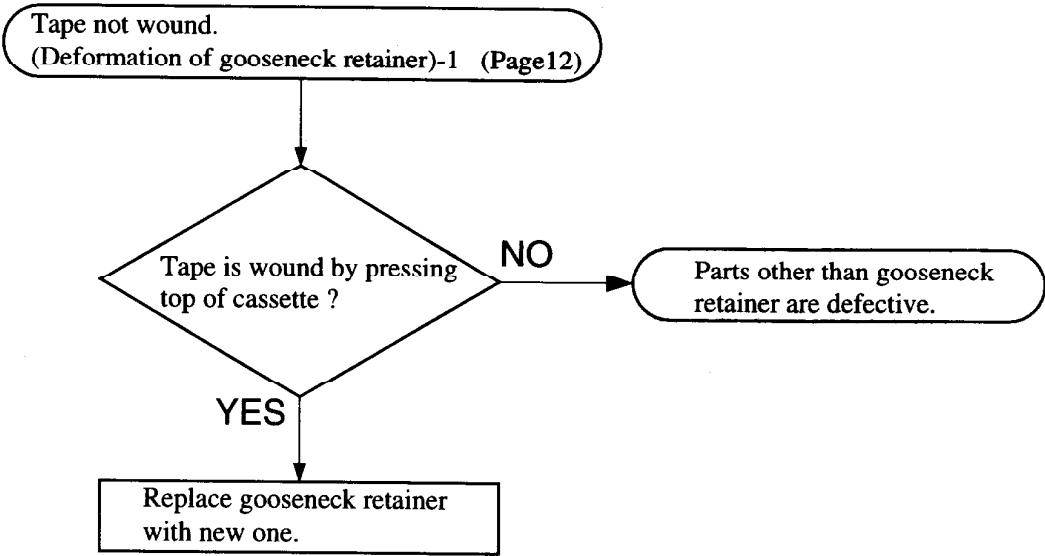 Tape not wound.
(Deformation of gooseneck retainer)-1 (Page12)
Tape is wound by pressing
top of cassette ?
NO
Parts other than gooseneck
retainer are defective.
YES
Replace gooseneck retainer
with new one.